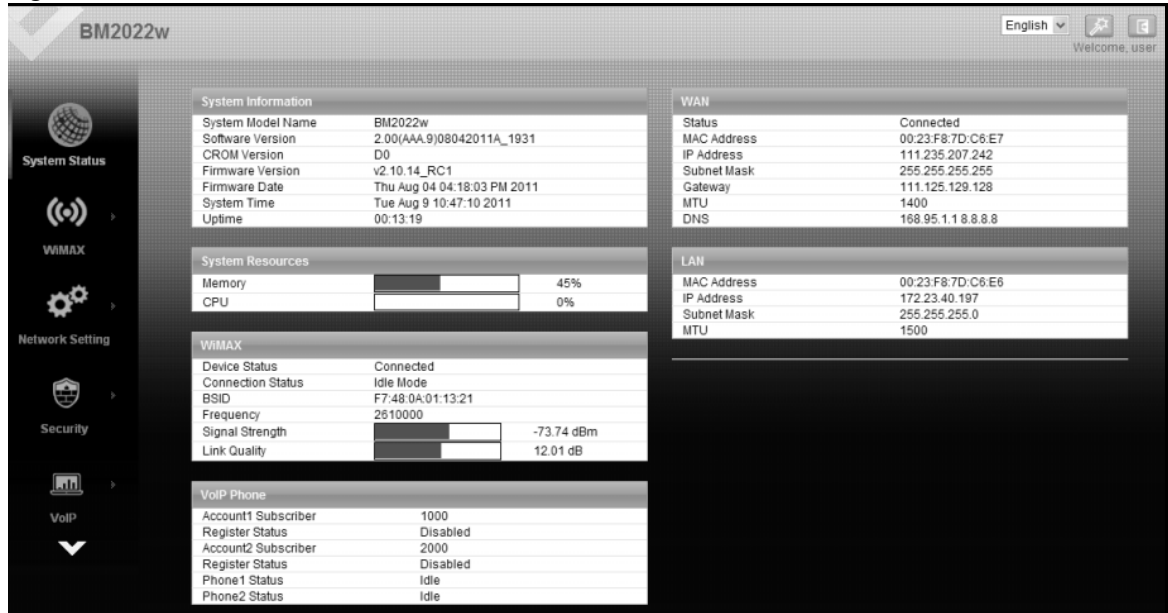 BM2022w
English
Welcome, user
System Status
WiMAX
Network Setting
Security
VoIP
System Information
System Model Name BM2022w
Software Version 2.00(AAA.9)08042011A_1931
CROM Version D0
Firmware Version v2.10.14_RC1
Firmware Date Thu Aug 04 04:18:03 PM 2011
System Time Tue Aug 9 10:47:10 2011
Uptime 00:13:19
System Resources
Memory 45%
CPU 0%
WiMAX
Device Status Connected
Connection Status Idle Mode
BSID F7:48:0A:01:13:21
Frequency 2610000
Signal Strength -73.74 dBm
Link Quality 12.01 dB
VoIP Phone
Account1 Subscriber 1000
Register Status Disabled
Account2 Subscriber 2000
Register Status Disabled
Phone1 Status Idle
Phone2 Status Idle
WAN
Status Connected
MAC Address 00:23:F8:7D:C6:E7
IP Address 111.235.207.242
Subnet Mask 255.255.255.255
Gateway 111.125.129.128
MTU 1400
DNS 168.95.1.1 8.8.8.8
LAN
MAC Address 00:23:F8:7D:C6:E6
IP Address 172.23.40.197
Subnet Mask 255.255.255.0
MTU 1500